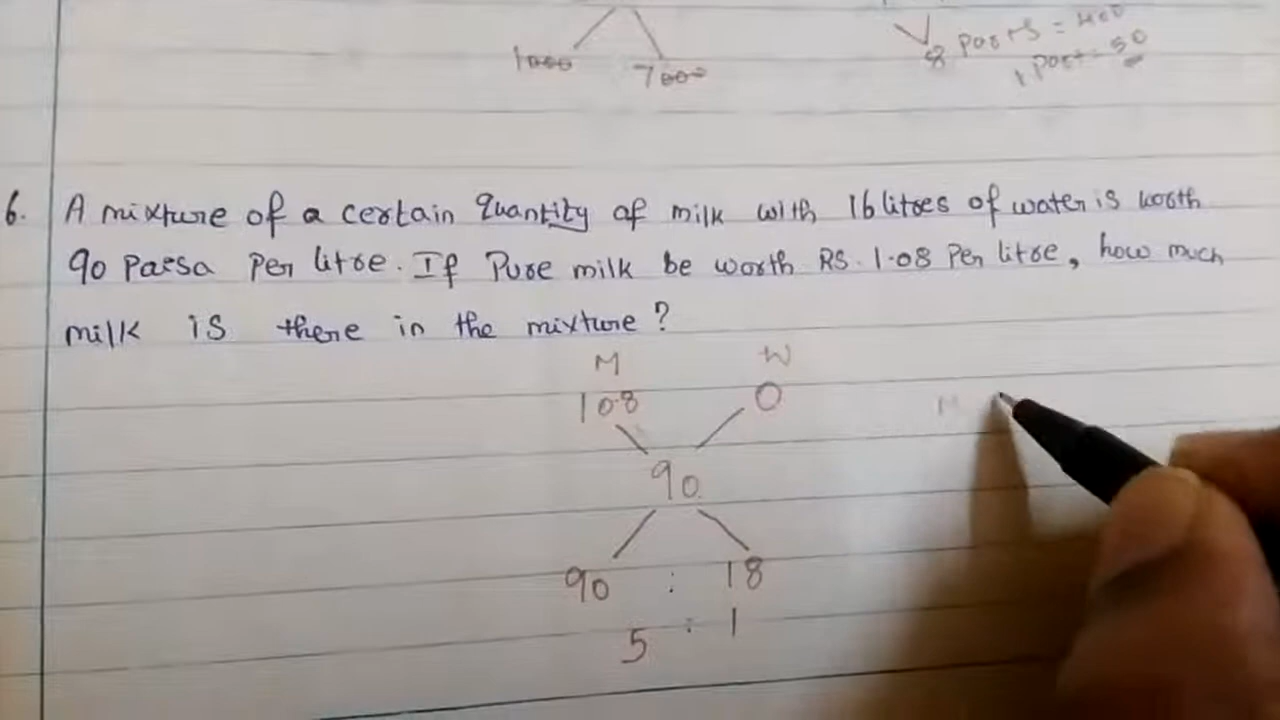 1000 7000
8 parts = 400
1 part = 50
6. A mixture of a certain Quantity of milk with 16 litres of water is worth
90 Paisa Per litre. If Pure milk be worth RS. 1.08 Per litre, how much
milk is there in the mixture?
M W
108 0
M
90
90 : 18
5 : 1